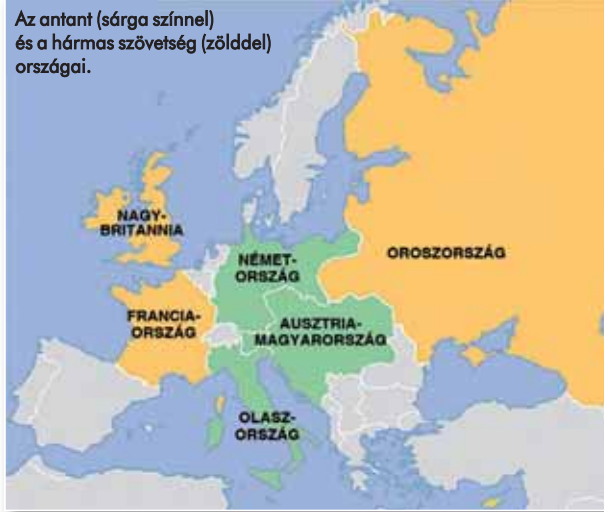 Az antant (sárga színnel)
és a hármas szövetség (zölddel)
országai.
NAGY-
BRITANNIA
NÉMET-
ORSZÁG
OROSZORSZÁG
FRANCIA-
ORSZÁG
AUSZTRIA-
MAGYARORSZÁG
OLASZ-
ORSZÁG